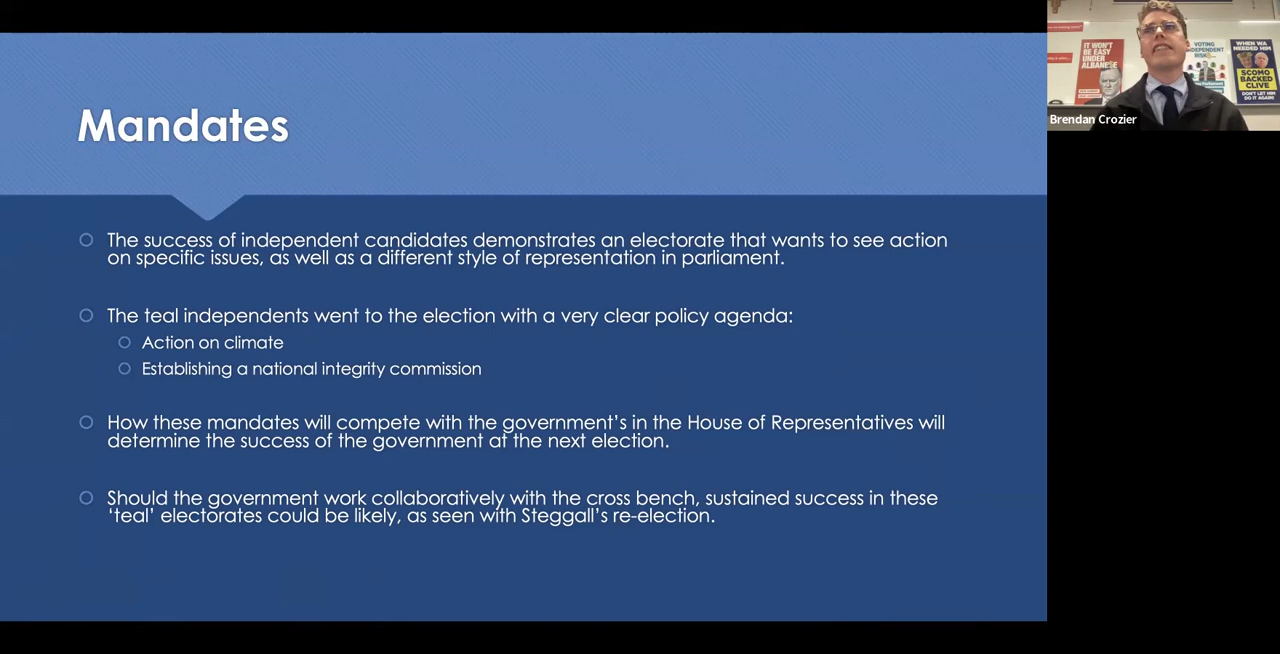 Mandates
The success of independent candidates demonstrates an electorate that wants to see action
on specific issues, as well as a different style of representation in parliament.
The teal independents went to the election with a very clear policy agenda:
Action on climate
Establishing a national integrity commission
How these mandates will compete with the government's in the House of Representatives will
determine the success of the government at the next election.
Should the government work collaboratively with the cross bench, sustained success in these
'teal' electorates could be likely, as seen with Steggall's re-election.
IT WON'T
BE EASY
UNDER
ALBANESE
VOTING
INDEPENDENT
RISK
WHEN WA
NEEDED HIM
SCOMO
BACKED
CLIVE
DON'T LET HIM
DO IT AGAIN!
Brendan Crozier